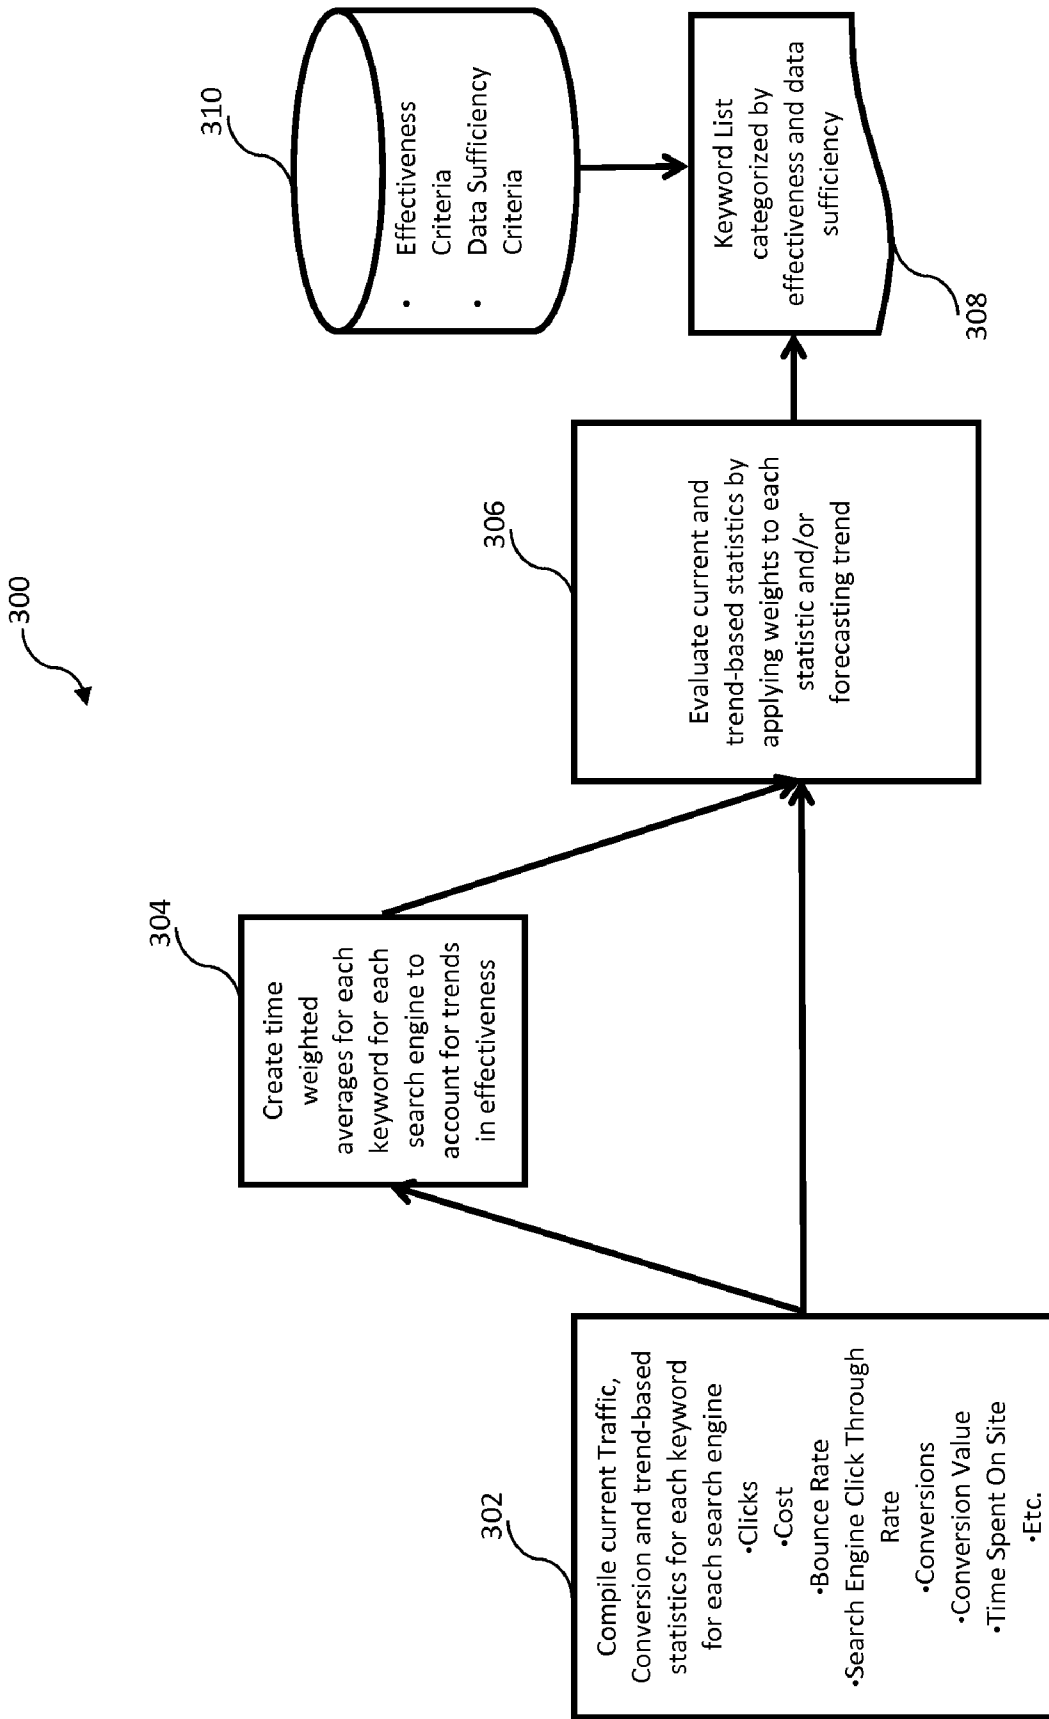 300
302
Compile current Traffic,
Conversion and trend-based
statistics for each keyword
for each search engine
•Clicks
•Cost
•Bounce Rate
•Search Engine Click Through
Rate
•Conversions
•Conversion Value
•Time Spent On Site
•Etc.
304
Create time
weighted
averages for each
keyword for each
search engine to
account for trends
in effectiveness
306
Evaluate current and
trend-based statistics by
applying weights to each
statistic and/or
forecasting trend
310
• Effectiveness
Criteria
• Data Sufficiency
Criteria
Keyword List
categorized by
effectiveness and data
sufficiency
308